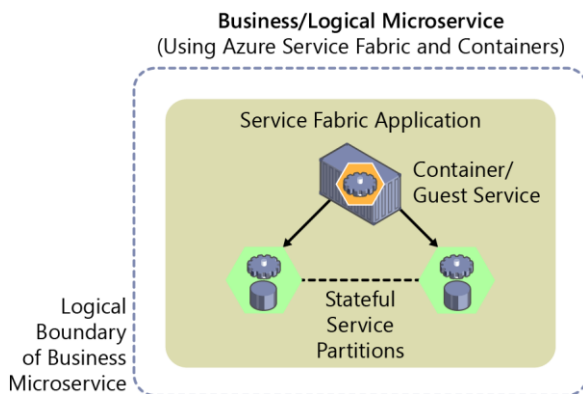 Business/Logical Microservice
(Using Azure Service Fabric and Containers)
Service Fabric Application
Container/
Guest Service
Stateful
Service
Partitions
Logical
Boundary
of Business
Microservice